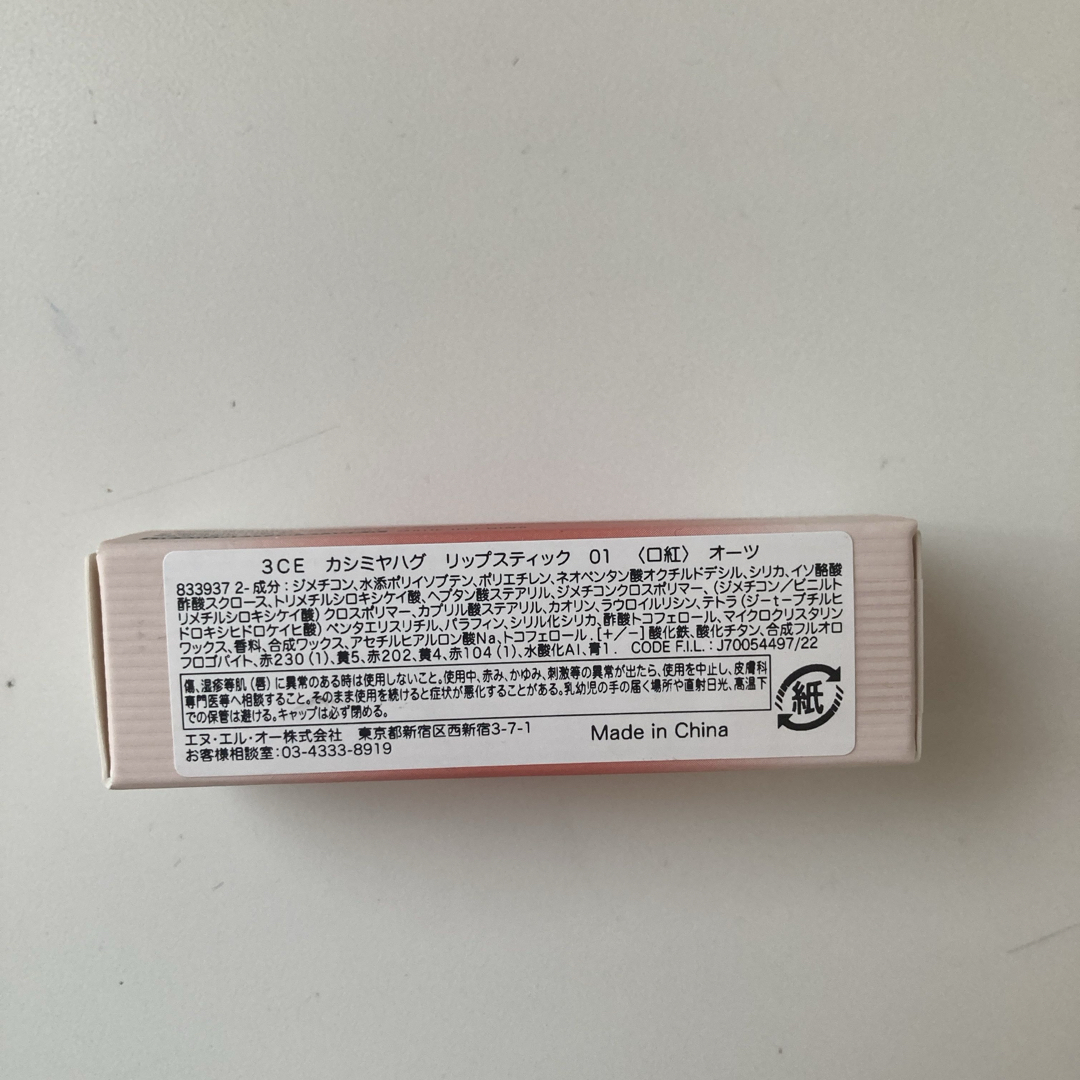 3CE カシミヤハグ リップスティック 01 〈口紅〉 オーツ
833937 2- 成分：ジメチコン、水添ポリイソブテン、ポリエチレン、ネオペンタン酸オクチルドデシル、シリカ、イソ酪酸
酢酸スクロース、トリメチルシロキシケイ酸、ヘプタン酸ステアリル、ジメチコンクロスポリマー、（ジメチコン／ビニルト
リメチルシロキシケイ酸）クロスポリマー、カプリル酸ステアリル、カオリン、ラウロイルリシン、テトラ（ジーtーブチルヒ
ドロキシヒドロケイヒ酸）ペンタエリスリチル、パラフィン、シリル化シリカ、酢酸トコフェロール、マイクロクリスタリン
ワックス、香料、合成ワックス、アセチルヒアルロン酸Na、トコフェロール.［+／−］酸化鉄、酸化チタン、合成フルオロ
フロゴパイト、赤230（1）、黄5、赤202、黄4、赤104（1）、水酸化Al、青1. CODE F.I.L.：J70054497/22
傷、湿疹等肌（唇）に異常のある時は使用しないこと。使用中、赤み、かゆみ、刺激等の異常が出たら、使用を中止し、皮膚科
専門医等へ相談すること。そのまま使用を続けると症状が悪化することがある。乳幼児の手の届く場所や直射日光、高温下
での保管は避ける。キャップは必ず閉める。
紙
エヌ・エル・オー株式会社 東京都新宿区西新宿3-7-1
Made in China
お客様相談室：03-4333-8919